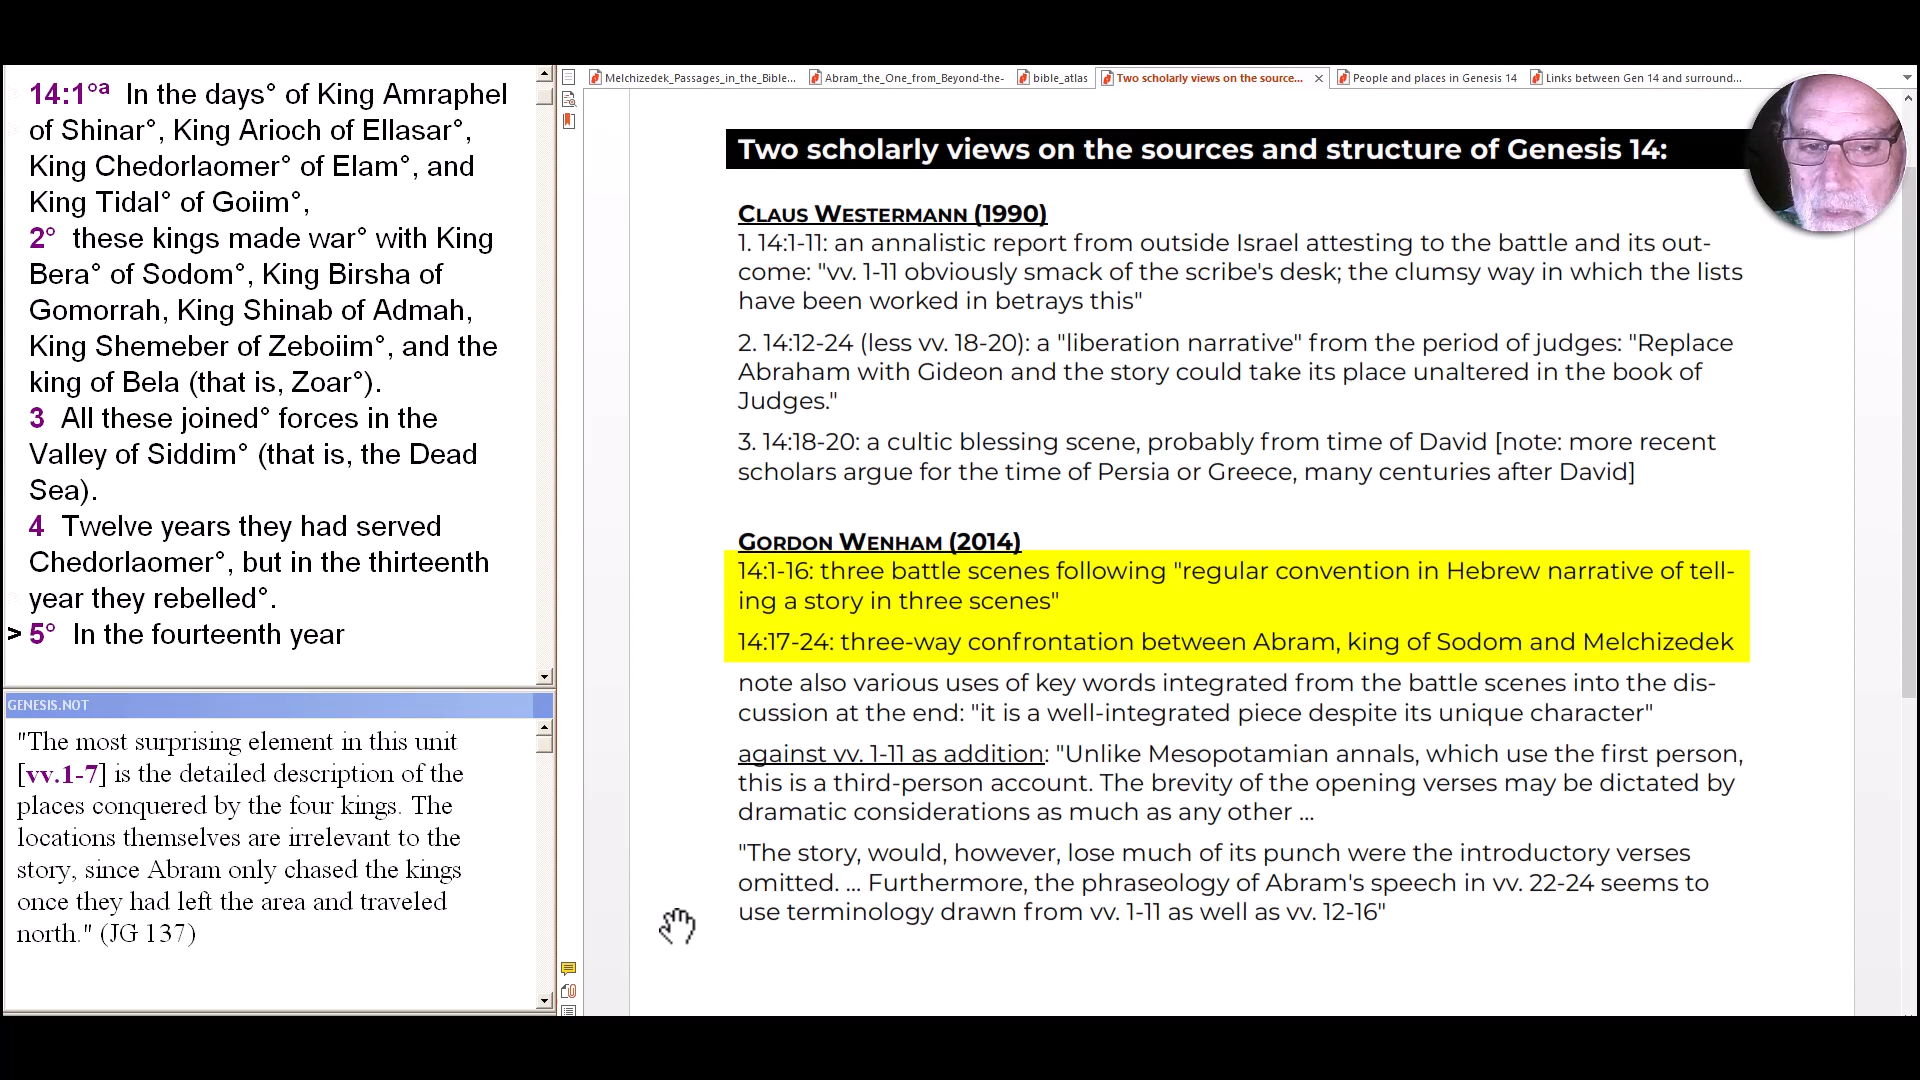 Melchizedek_Passages_in_the_Bible...
Abram_the_One_from_Beyond-the-
bible_atlas
Two scholarly views on the source...
People and places in Genesis 14
Links between Gen 14 and surround...
14:1°ª In the days° of King Amraphel
of Shinar°, King Arioch of Ellasar°,
King Chedorlaomer° of Elam°, and
King Tidal° of Goiim°,
2° these kings made war° with King
Bera° of Sodom°, King Birsha of
Gomorrah, King Shinab of Admah,
King Shemeber of Zeboiim°, and the
king of Bela (that is, Zoar°).
3 All these joined° forces in the
Valley of Siddim° (that is, the Dead
Sea).
4 Twelve years they had served
Chedorlaomer°, but in the thirteenth
year they rebelled°.
> 5° In the fourteenth year
GENESIS.NOT
"The most surprising element in this unit
[vv.1-7] is the detailed description of the
places conquered by the four kings. The
locations themselves are irrelevant to the
story, since Abram only chased the kings
once they had left the area and traveled
north." (JG 137)
Two scholarly views on the sources and structure of Genesis 14:
CLAUS WESTERMANN (1990)
1. 14:1-11: an annalistic report from outside Israel attesting to the battle and its out-
come: "vv. 1-11 obviously smack of the scribe's desk; the clumsy way in which the lists
have been worked in betrays this"
2. 14:12-24 (less vv. 18-20): a "liberation narrative" from the period of judges: "Replace
Abraham with Gideon and the story could take its place unaltered in the book of
Judges."
3. 14:18-20: a cultic blessing scene, probably from time of David [note: more recent
scholars argue for the time of Persia or Greece, many centuries after David]
GORDON WENHAM (2014)
14:1-16: three battle scenes following "regular convention in Hebrew narrative of tell-
ing a story in three scenes"
14:17-24: three-way confrontation between Abram, king of Sodom and Melchizedek
note also various uses of key words integrated from the battle scenes into the dis-
cussion at the end: "it is a well-integrated piece despite its unique character"
against vv. 1-11 as addition: "Unlike Mesopotamian annals, which use the first person,
this is a third-person account. The brevity of the opening verses may be dictated by
dramatic considerations as much as any other ...
"The story, would, however, lose much of its punch were the introductory verses
omitted. ... Furthermore, the phraseology of Abram's speech in vv. 22-24 seems to
use terminology drawn from vv. 1-11 as well as vv. 12-16"